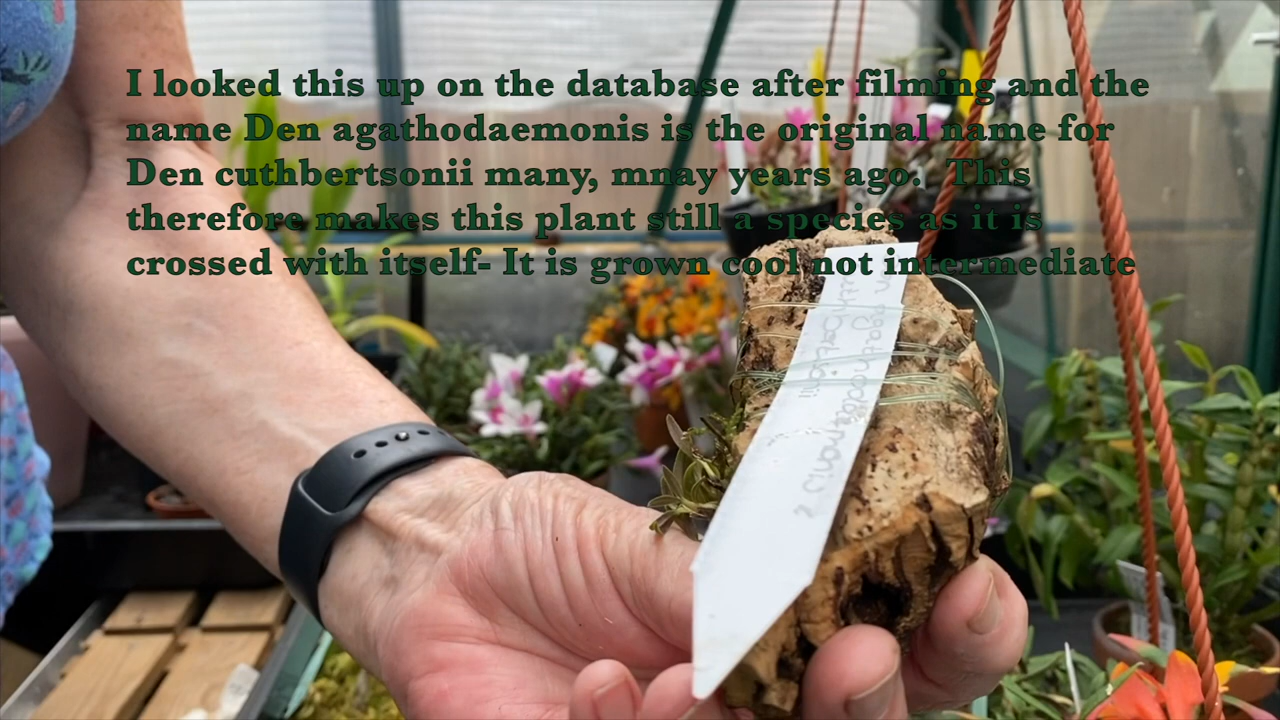 I looked this up on the database after filming and the
name Den agathodaemonis is the original name for
Den cuthbertsonii many, mnay years ago.  This
therefore makes this plant still a species as it is
crossed with itself- It is grown cool not intermediate
agathodaemonis